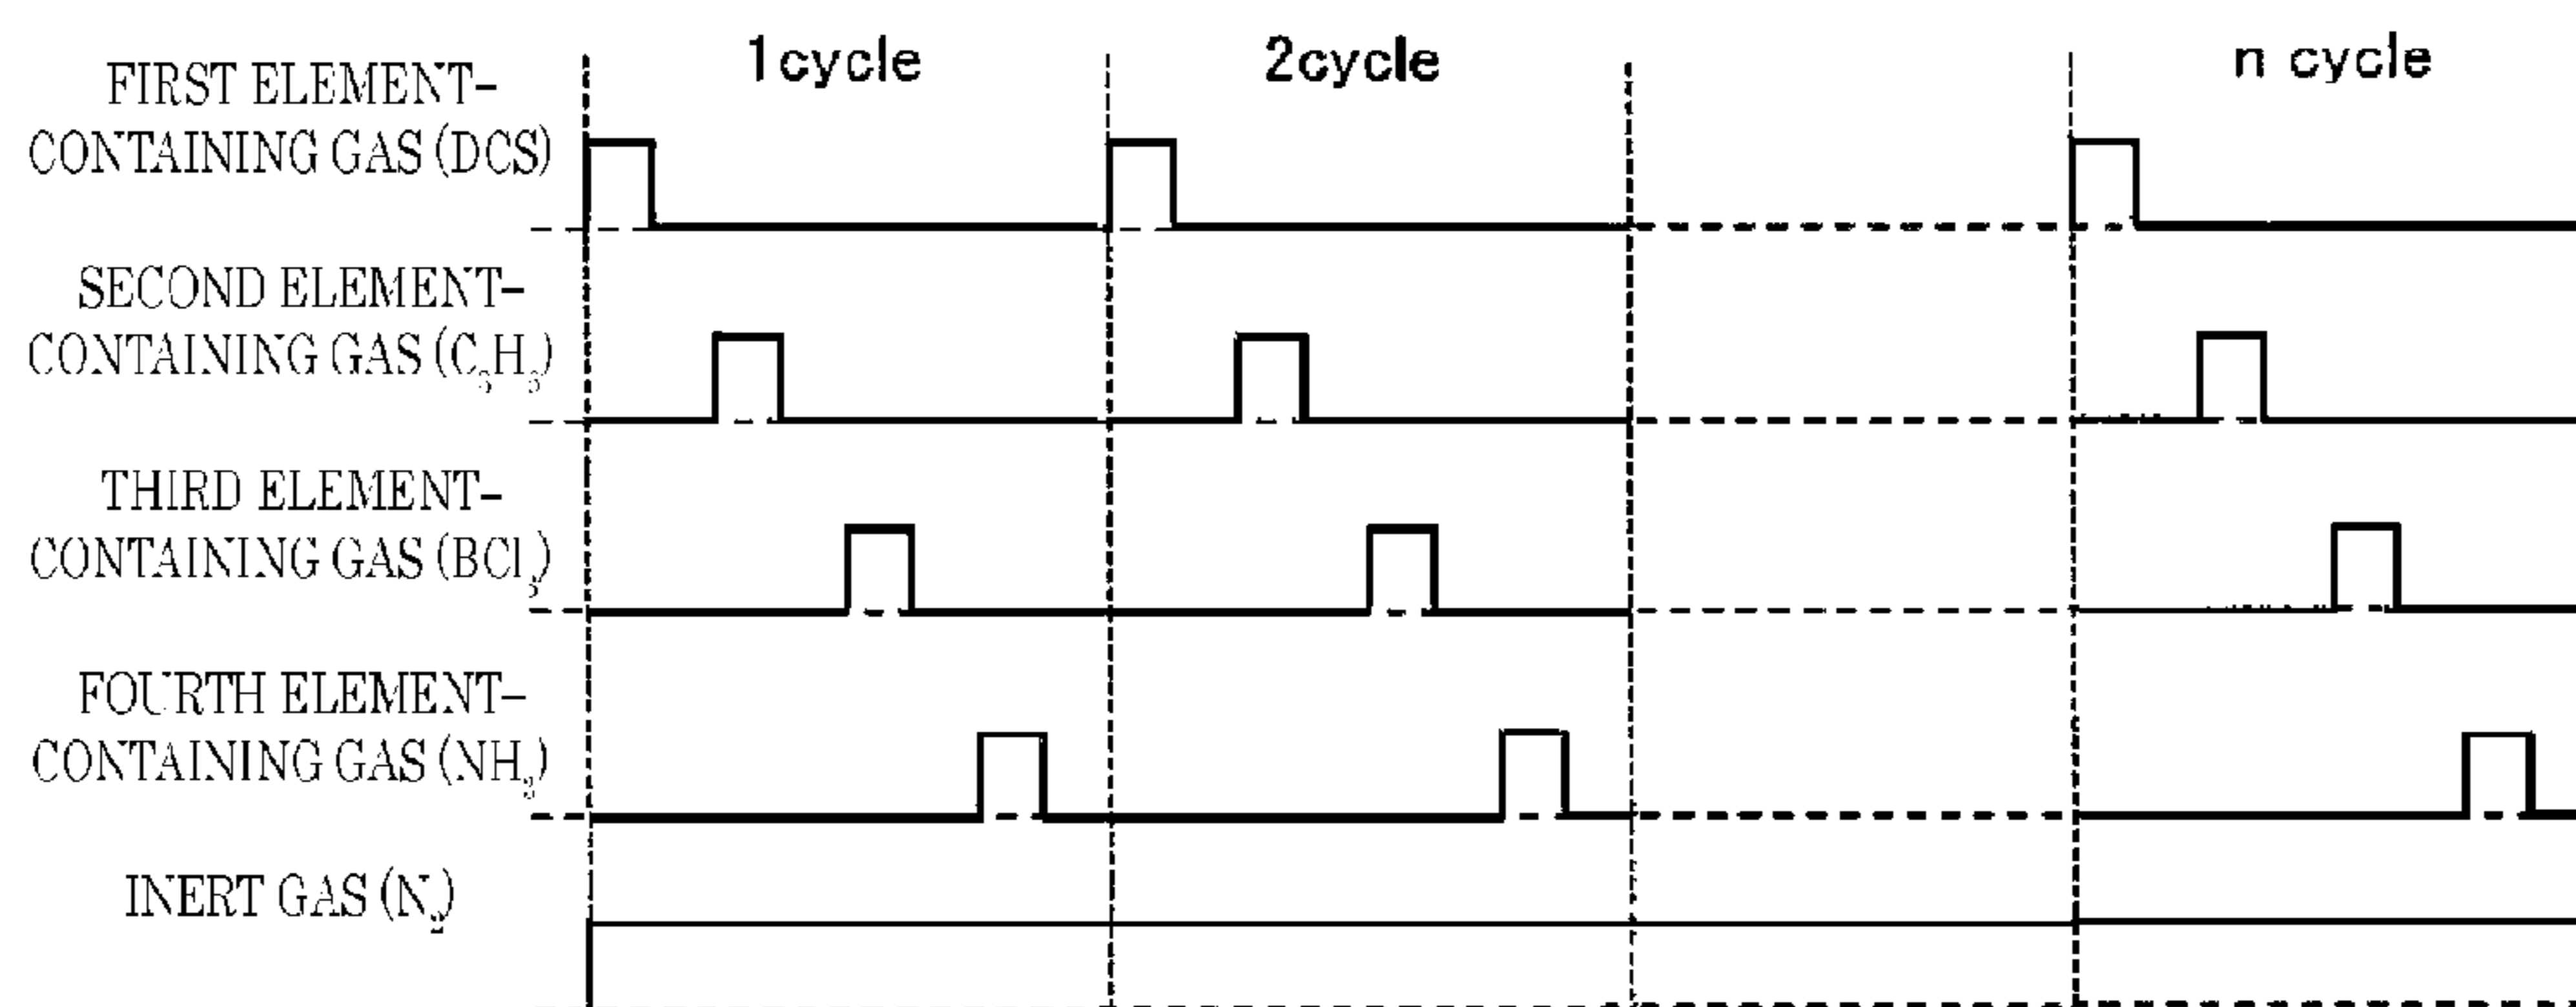 1cycle
2cycle
n cycle
FIRST ELEMENT-
CONTAINING GAS (DCS)
SECOND ELEMENT-
CONTAINING GAS (C₃H₆)
THIRD ELEMENT-
CONTAINING GAS (BCl₃)
FOURTH ELEMENT-
CONTAINING GAS (NH₃)
INERT GAS (N₂)